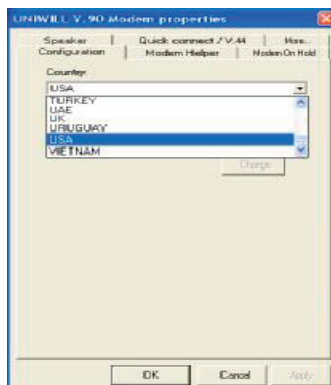 UNIWILL V.90 Modem properties
Speaker Quick connect / V.44 More..
Configuration Modem Helper Modem On Hold
Country
USA
TURKEY
UAE
UK
URUGUAY
USA
VIETNAM
Change
OK Cancel Apply